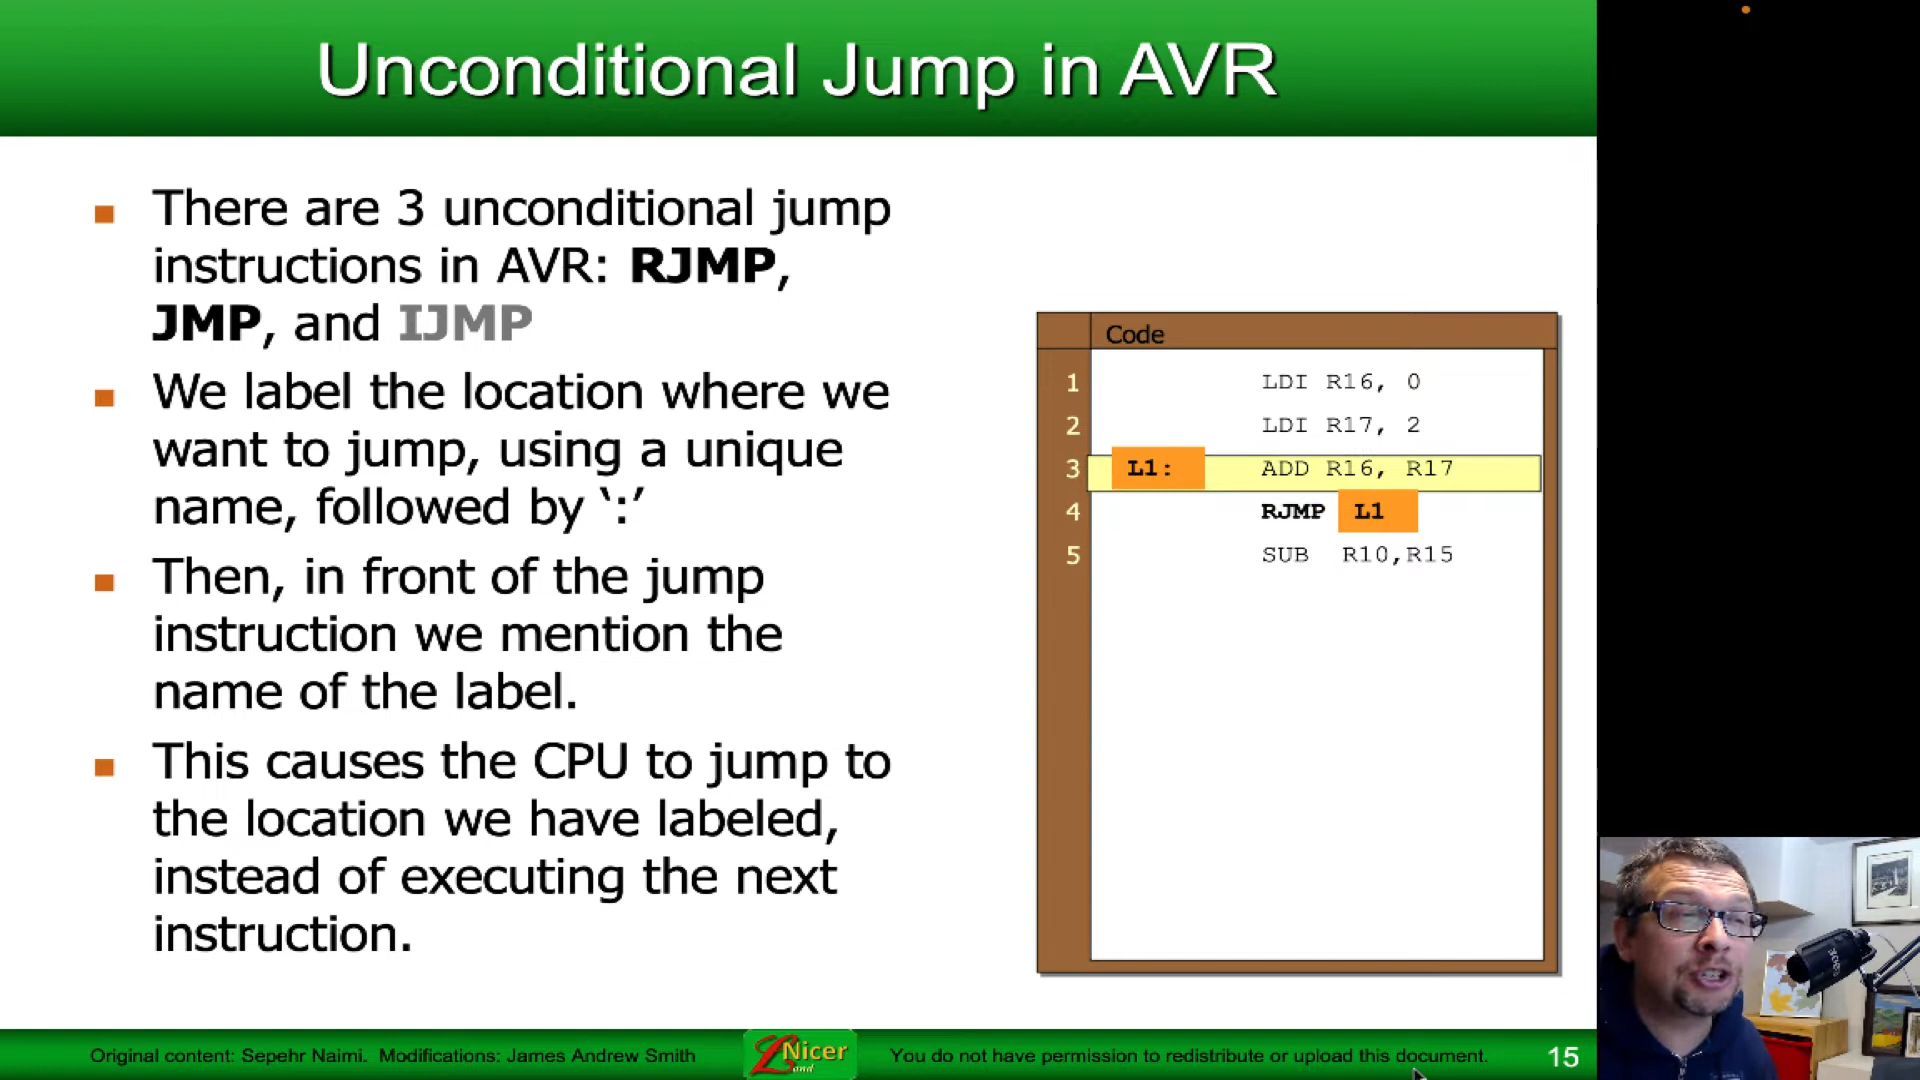 Unconditional Jump in AVR
There are 3 unconditional jump
instructions in AVR: RJMP,
JMP, and IJMP
We label the location where we
want to jump, using a unique
name, followed by ‘:’
Then, in front of the jump
instruction we mention the
name of the label.
This causes the CPU to jump to
the location we have labeled,
instead of executing the next
instruction.
Code
1 LDI R16, 0
2 LDI R17, 2
3 L1: ADD R16, R17
4 RJMP L1
5 SUB R10,R15
Original content: Sepehr Naimi. Modifications: James Andrew Smith
Nicer
Land
You do not have permission to redistribute or upload this document.
15